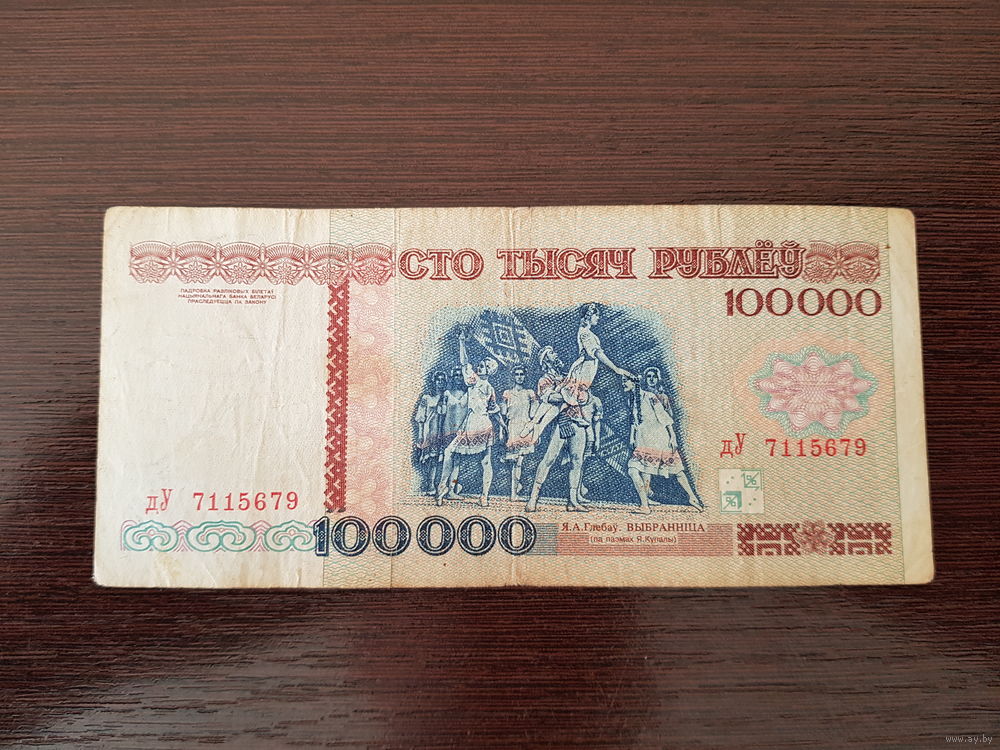 СТО ТЫСЯЧ РУБЛЁЎ
ПАДРОБКА РАЗЛІКОВЫХ БІЛЕТАЎ
НАЦЫЯНАЛЬНАГА БАНКА БЕЛАРУСІ
ПРАСЛЕДУЕЦЦА ПА ЗАКОНУ
100000
дУ 7115679
дУ 7115679
100000
Я.А.Глебаў. ВЫБРАННІЦА
(па паэмах Я.Купалы)
www.ay.by